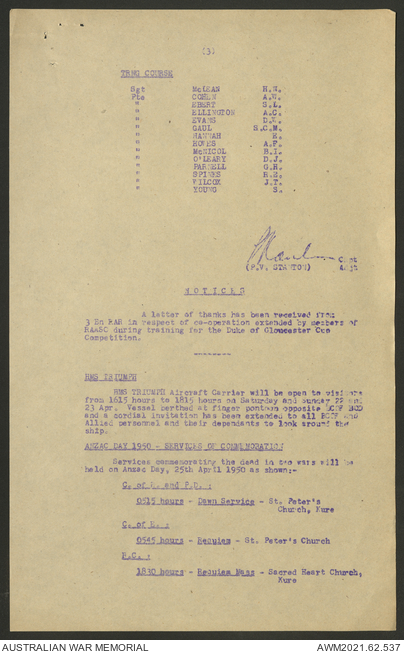 (3)
TRNG COURSE
Sgt McLEAN H.N.
Pte COHEN A.W.
" EBERT S.L.
" ELLINGTON A.C.
" EVANS D.V.
" GAUL H.C.M.
" HANNAH E.
" HOWES A.F.
" McNICOL B.I.
" O'LEARY D.J.
" PARNELL G.H.
" SPINKS R.E.
" WILCOX J.T.
" YOUNG S.
Capt
(P.V. STANTON) Adjt
NOTICES
A letter of thanks has been received from
3 Bn RAR in respect of co-operation extended by members of
RAASC during training for the Duke of Gloucester Cup
Competition.
--------
HMS TRIUMPH
HMS TRIUMPH Aircraft Carrier will be open to visitors
from 1615 hours to 1815 hours on Saturday and Sunday 22 and
23 Apr. Vessel berthed at finger pontoon opposite BCOF BOD
and a cordial invitation has been extended to all BCOF and
Allied personnel and their dependants to look around the
ship.
ANZAC DAY 1950 - SERVICES OF COMMEMORATION
Services commemorating the dead in two wars will be
held on Anzac Day, 25th April 1950 as shown:-
C. of E. and P.D. :
0515 hours - Dawn Service - St. Peter's
Church, Kure
C. of E. :
0545 hours - Requiem - St. Peter's Church
R.C. :
1830 hours - Requiem Mass - Sacred Heart Church,
Kure
AUSTRALIAN WAR MEMORIAL AWM2021.62.537